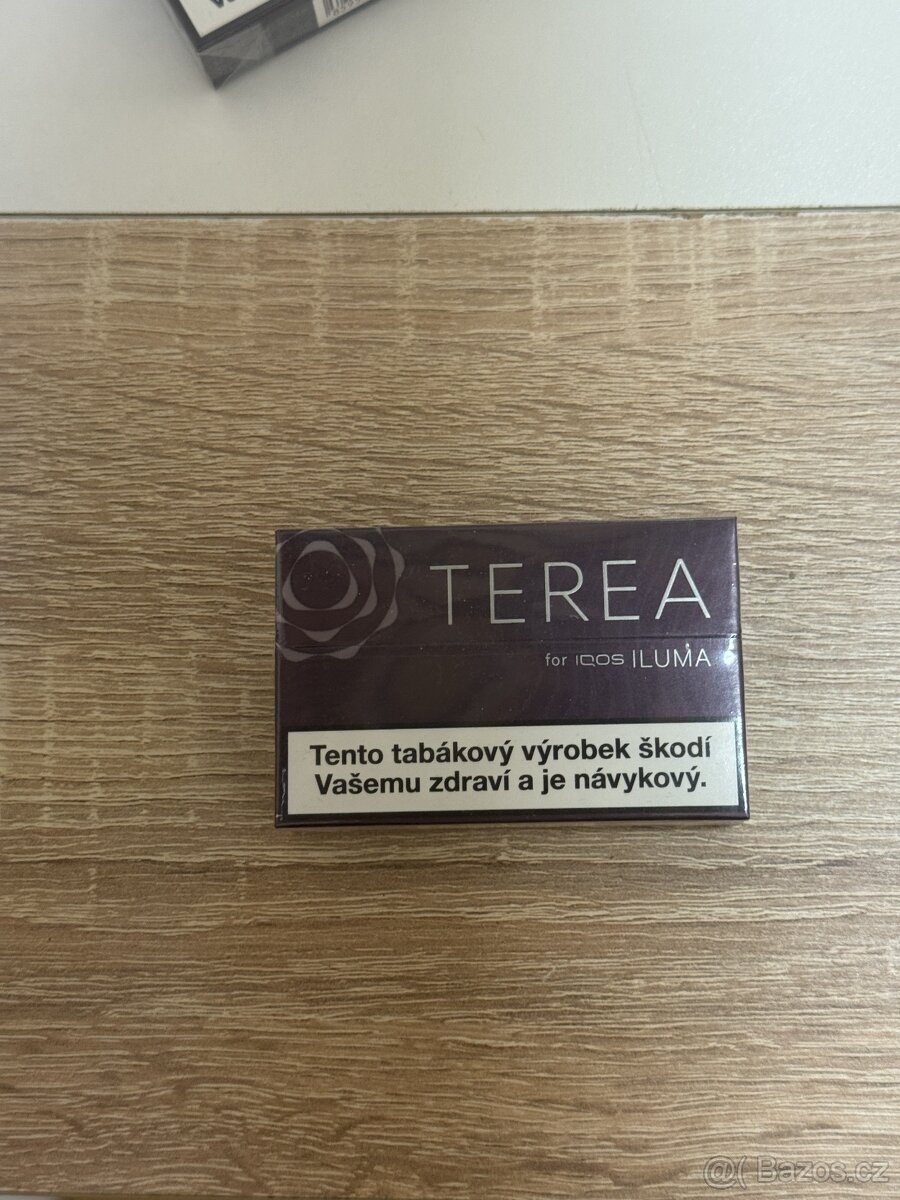 TEREA
for IQOS ILUMA
Tento tabákový výrobek škodí
Vašemu zdraví a je návykový.
@( Bazos.cz